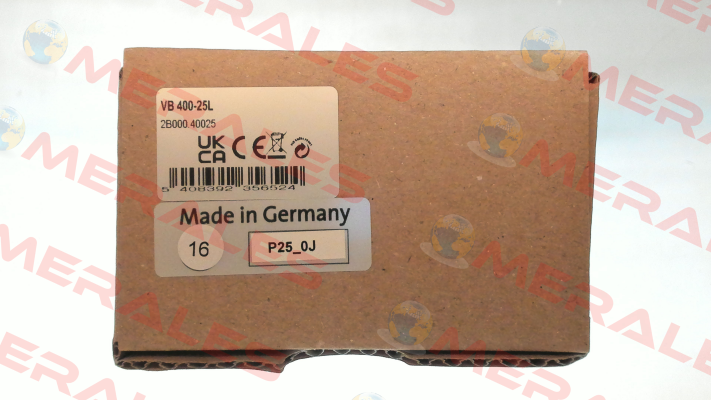 VB 400-25L
2B000.40025
UK
CA CE
5 408392 356524
Made in Germany
16
P25_0J
MERALES
MERALES
MERALES
MERALES
MERALES